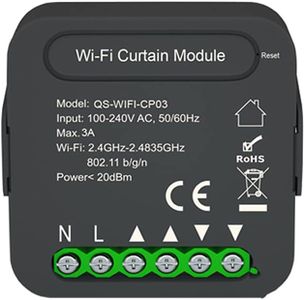 Wi-Fi Curtain Module
Reset
Model: QS-WIFI-CP03
Input: 100-240V AC, 50/60Hz
Max.3A
Wi-Fi: 2.4GHz-2.4835GHz
802.11 b/g/n
Power< 20dBm
RoHS
CE
N L ▲ ▲ ▼ ▼